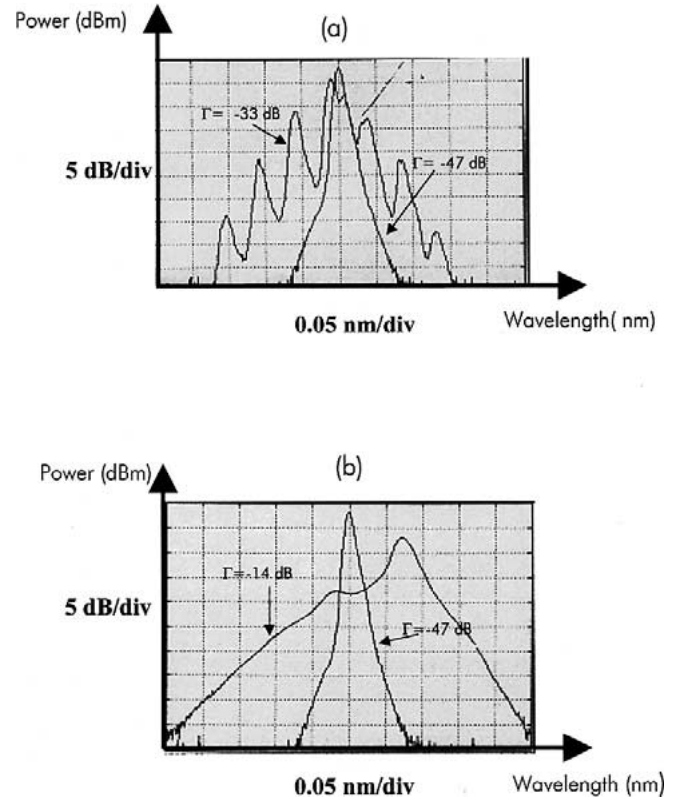 Power (dBm)
(a)
Γ= -33 dB
Γ= -47 dB
5 dB/div
0.05 nm/div
Wavelength( nm)
Power (dBm)
(b)
Γ=-14 dB
5 dB/div
Γ=-47 dB
0.05 nm/div
Wavelength (nm)